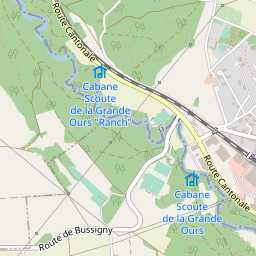 Route Cantonale
Cabane
Scoute
de la Grande
Ours "Ranch"
Route Cantonale
Cabane
Scoute
de la Grande
Ours
Route de Bussigny